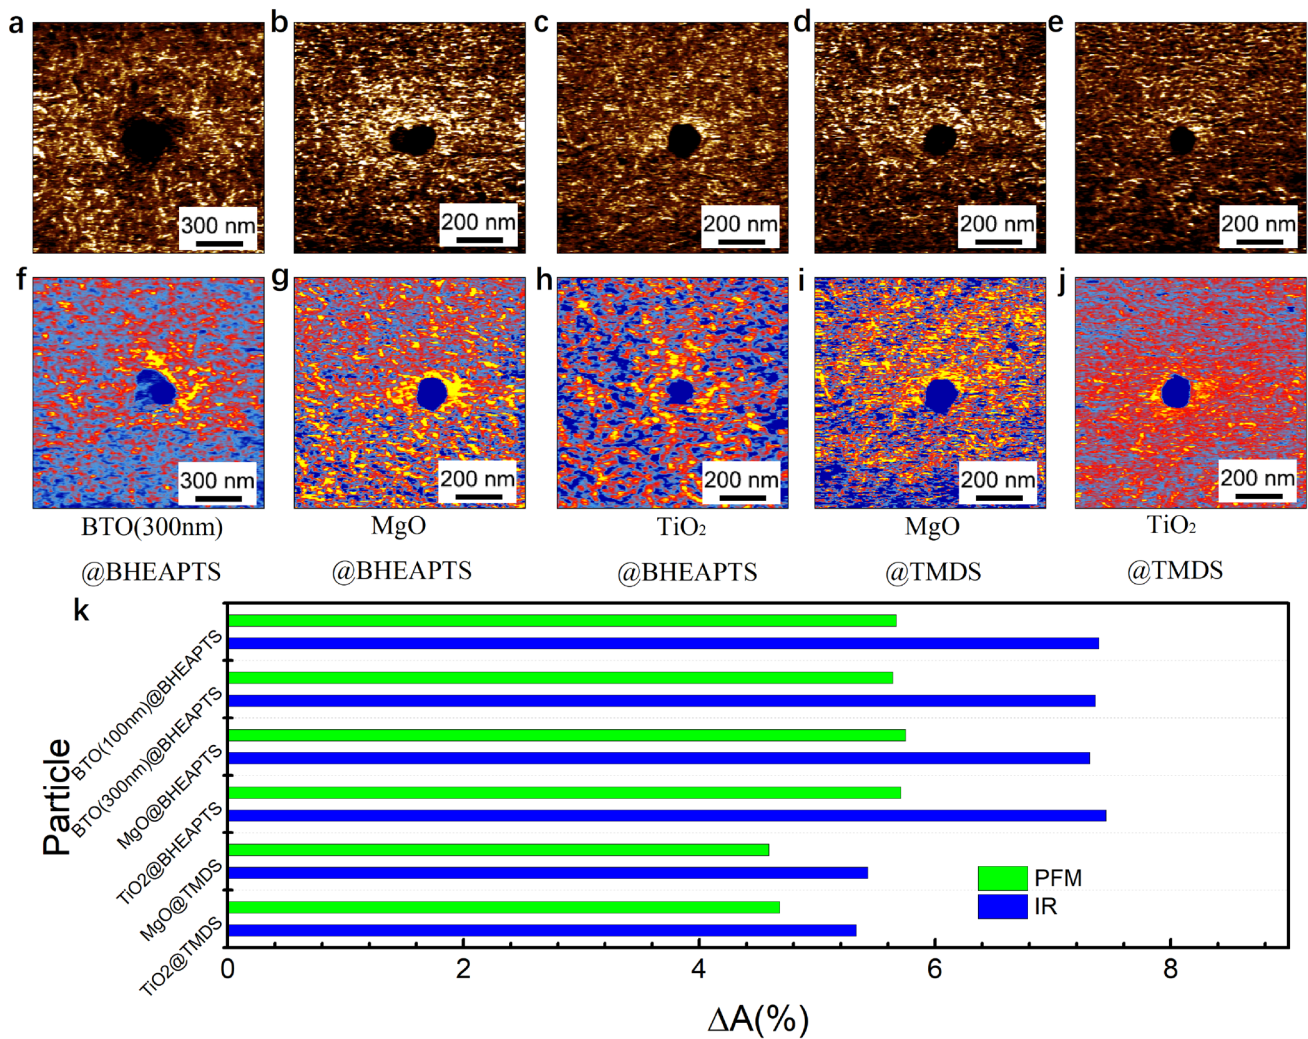 a b c d e
300 nm 200 nm 200 nm 200 nm 200 nm
f g h i j
300 nm 200 nm 200 nm 200 nm 200 nm
BTO(300nm) MgO TiO₂ MgO TiO₂
@BHEAPTS @BHEAPTS @BHEAPTS @TMDS @TMDS
k
Particle
BTO(100nm)@BHEAPTS
BTO(300nm)@BHEAPTS
MgO@BHEAPTS
TiO2@BHEAPTS
MgO@TMDS
TiO2@TMDS
PFM
IR
0 2 4 6 8
ΔA(%)